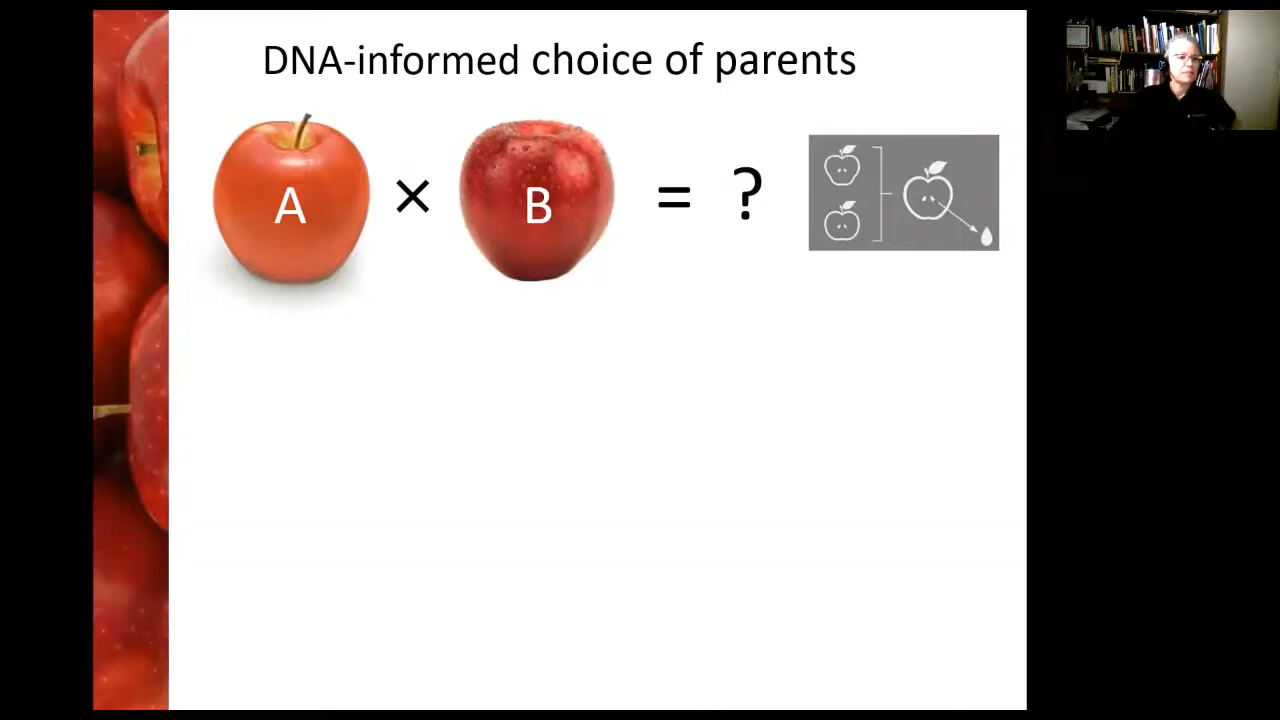 DNA-informed choice of parents
A × B = ?